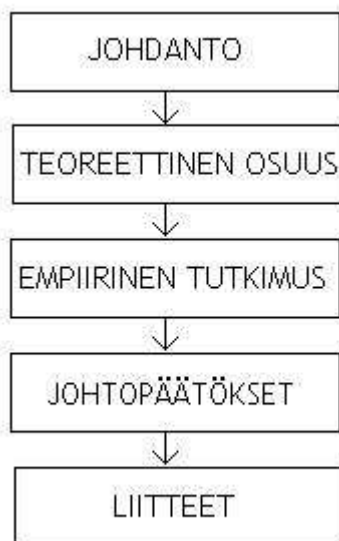 JOHDANTO
TEOREETTINEN OSUUS
EMPIIRINEN TUTKIMUS
JOHTOPÄÄTÖKSET
LIITTEET